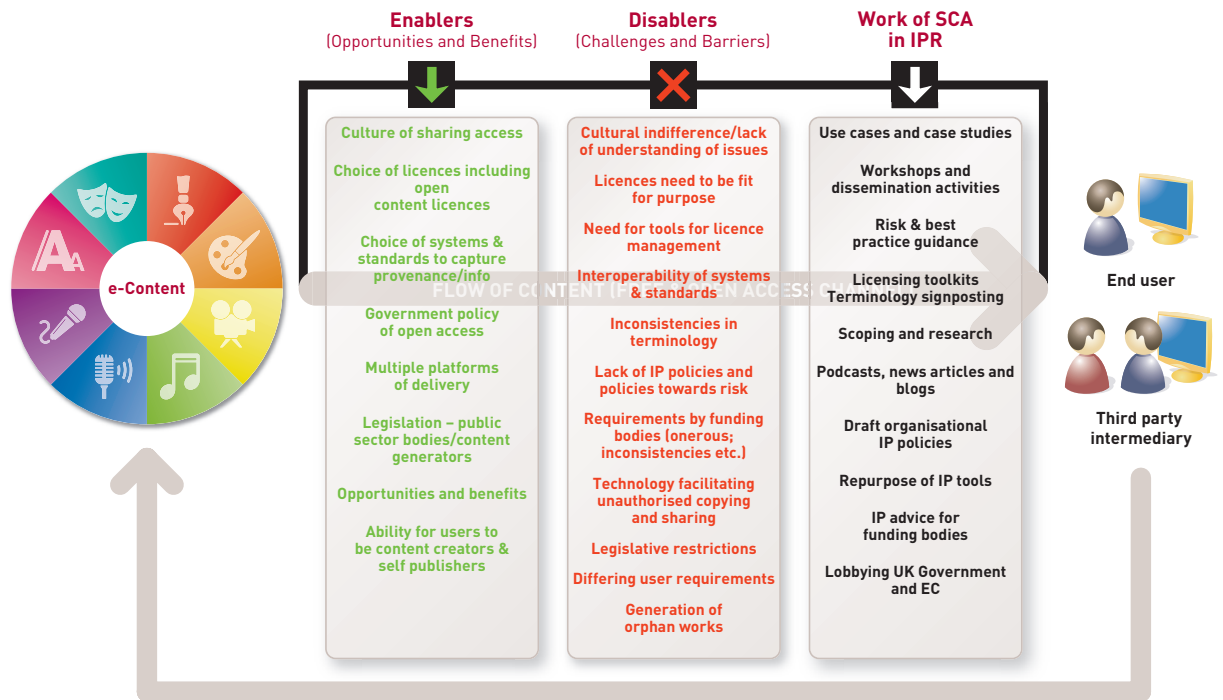 Enablers
(Opportunities and Benefits)
Disablers
(Challenges and Barriers)
Work of SCA
in IPR
e-Content
Culture of sharing access
Choice of licences including
open
content licences
Choice of systems &
standards to capture
provenance/info
Government policy
of open access
Multiple platforms
of delivery
Legislation – public
sector bodies/content
generators
Opportunities and benefits
Ability for users to
be content creators &
self publishers
Cultural indifference/lack
of understanding of issues
Licences need to be fit
for purpose
Need for tools for licence
management
Interoperability of systems
& standards
Inconsistencies in
terminology
Lack of IP policies and
policies towards risk
Requirements by funding
bodies (onerous;
inconsistencies etc.)
Technology facilitating
unauthorised copying
and sharing
Legislative restrictions
Differing user requirements
Generation of
orphan works
Use cases and case studies
Workshops and
dissemination activities
Risk & best
practice guidance
Licensing toolkits
Terminology signposting
Scoping and research
Podcasts, news articles and
blogs
Draft organisational
IP policies
Repurpose of IP tools
IP advice for
funding bodies
Lobbying UK Government
and EC
FLOW OF CONTENT OPEN ACCESS
End user
Third party
intermediary
AA